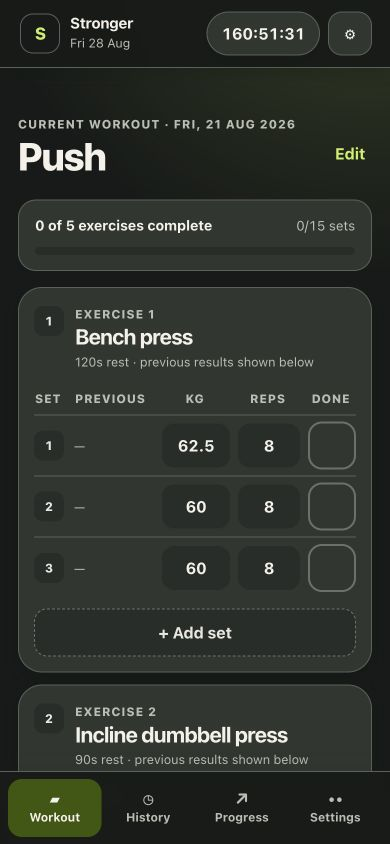 S
Stronger
Fri 28 Aug
160:51:31
CURRENT WORKOUT · FRI, 21 AUG 2026
Push
Edit
0 of 5 exercises complete
0/15 sets
1
EXERCISE 1
Bench press
120s rest · previous results shown below
SET PREVIOUS KG REPS DONE
1 — 62.5 8
2 — 60 8
3 — 60 8
+ Add set
2
EXERCISE 2
Incline dumbbell press
90s rest · previous results shown below
Workout History Progress Settings